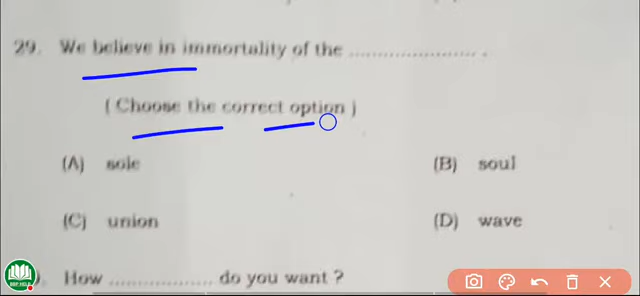 29. We believe in immortality of the ...................... .
( Choose the correct option )
(A) sole (B) soul
(C) union (D) wave
How .................. do you want ?